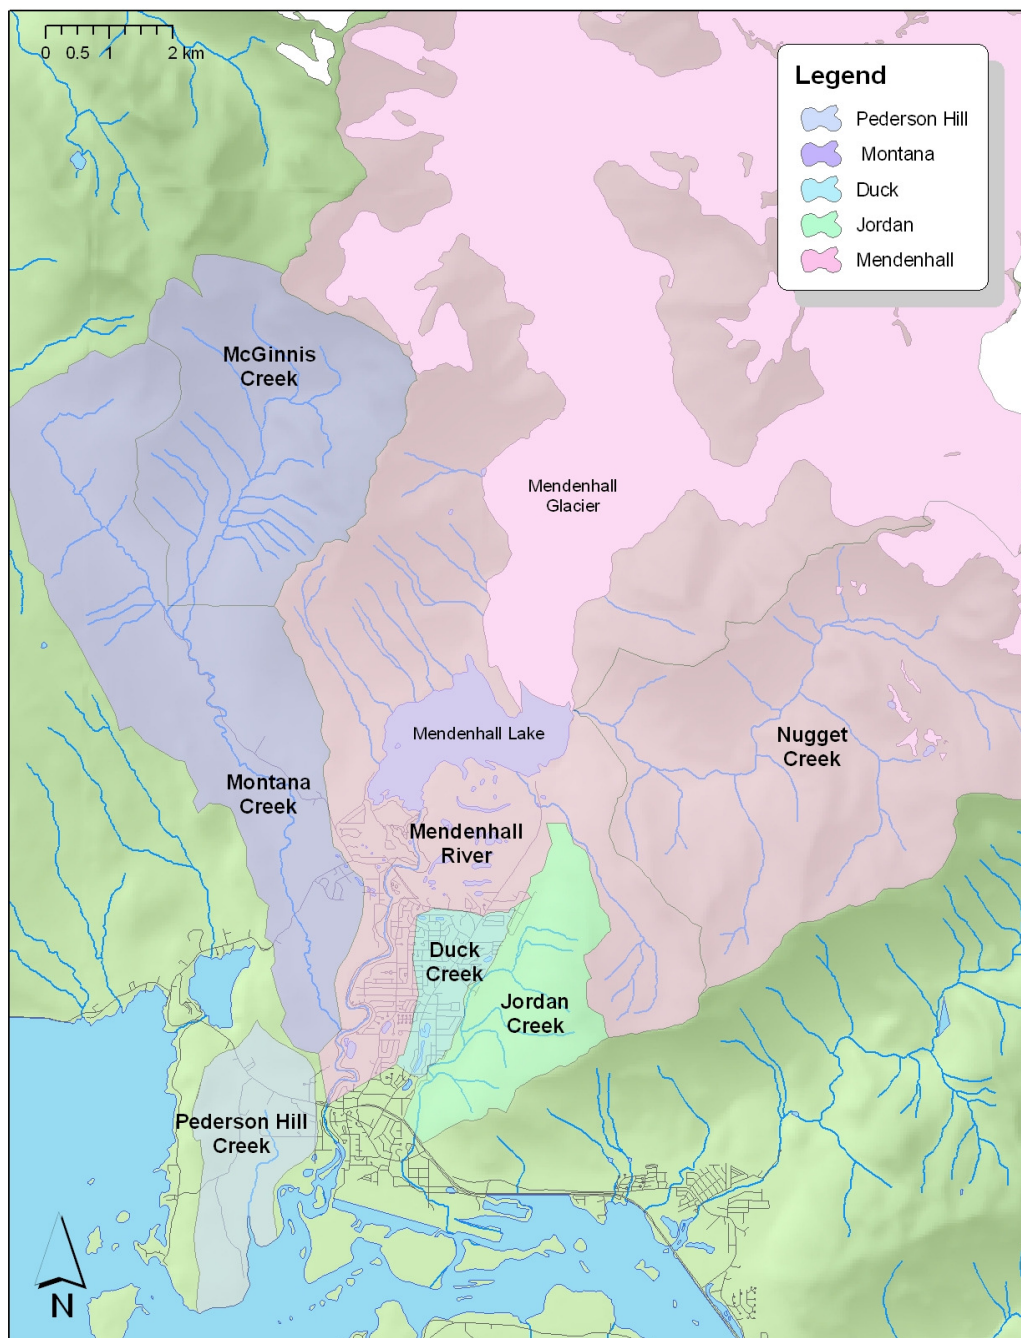 0 0.5 1 2 km
Legend
Pederson Hill
Montana
Duck
Jordan
Mendenhall
McGinnis
Creek
Mendenhall
Glacier
Mendenhall Lake
Nugget
Creek
Montana
Creek
Mendenhall
River
Duck
Creek
Jordan
Creek
Pederson Hill
Creek
N